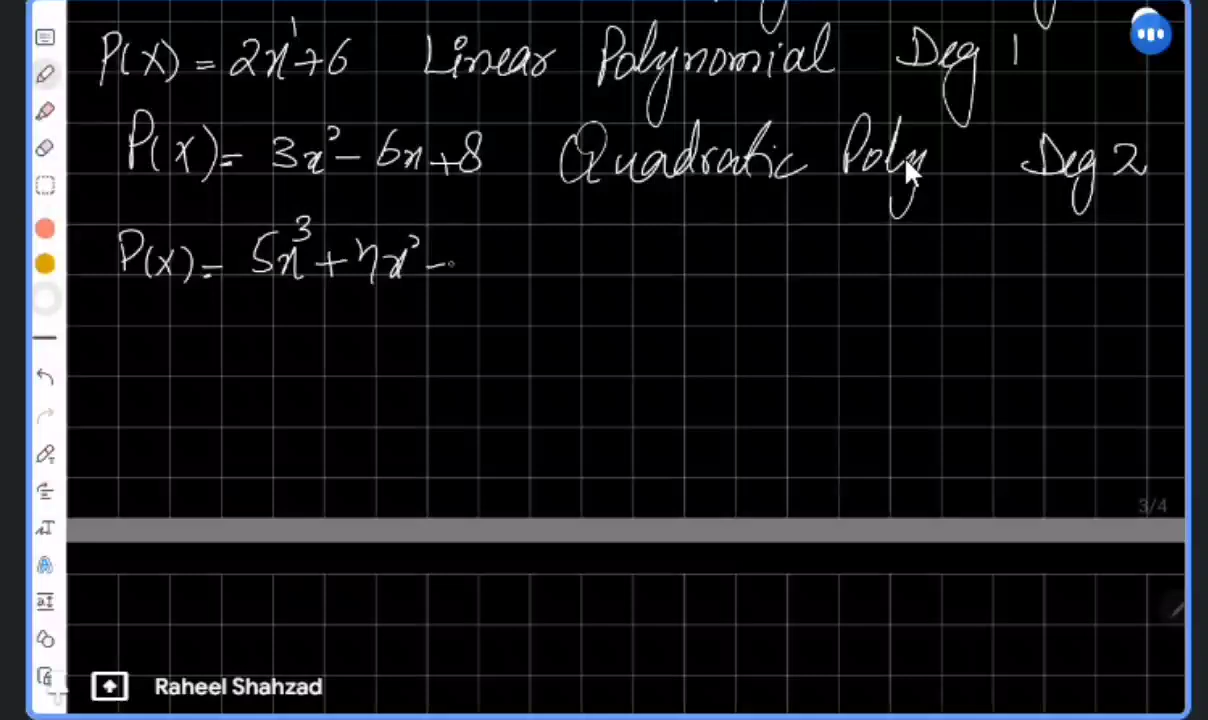 P(x) = 2x¹+6 Linear Polynomial Deg 1
P(x) = 3x² - 6x + 8 Quadratic Poly Deg 2
P(x) = 5x³ + 7x² -
3/4
Raheel Shahzad